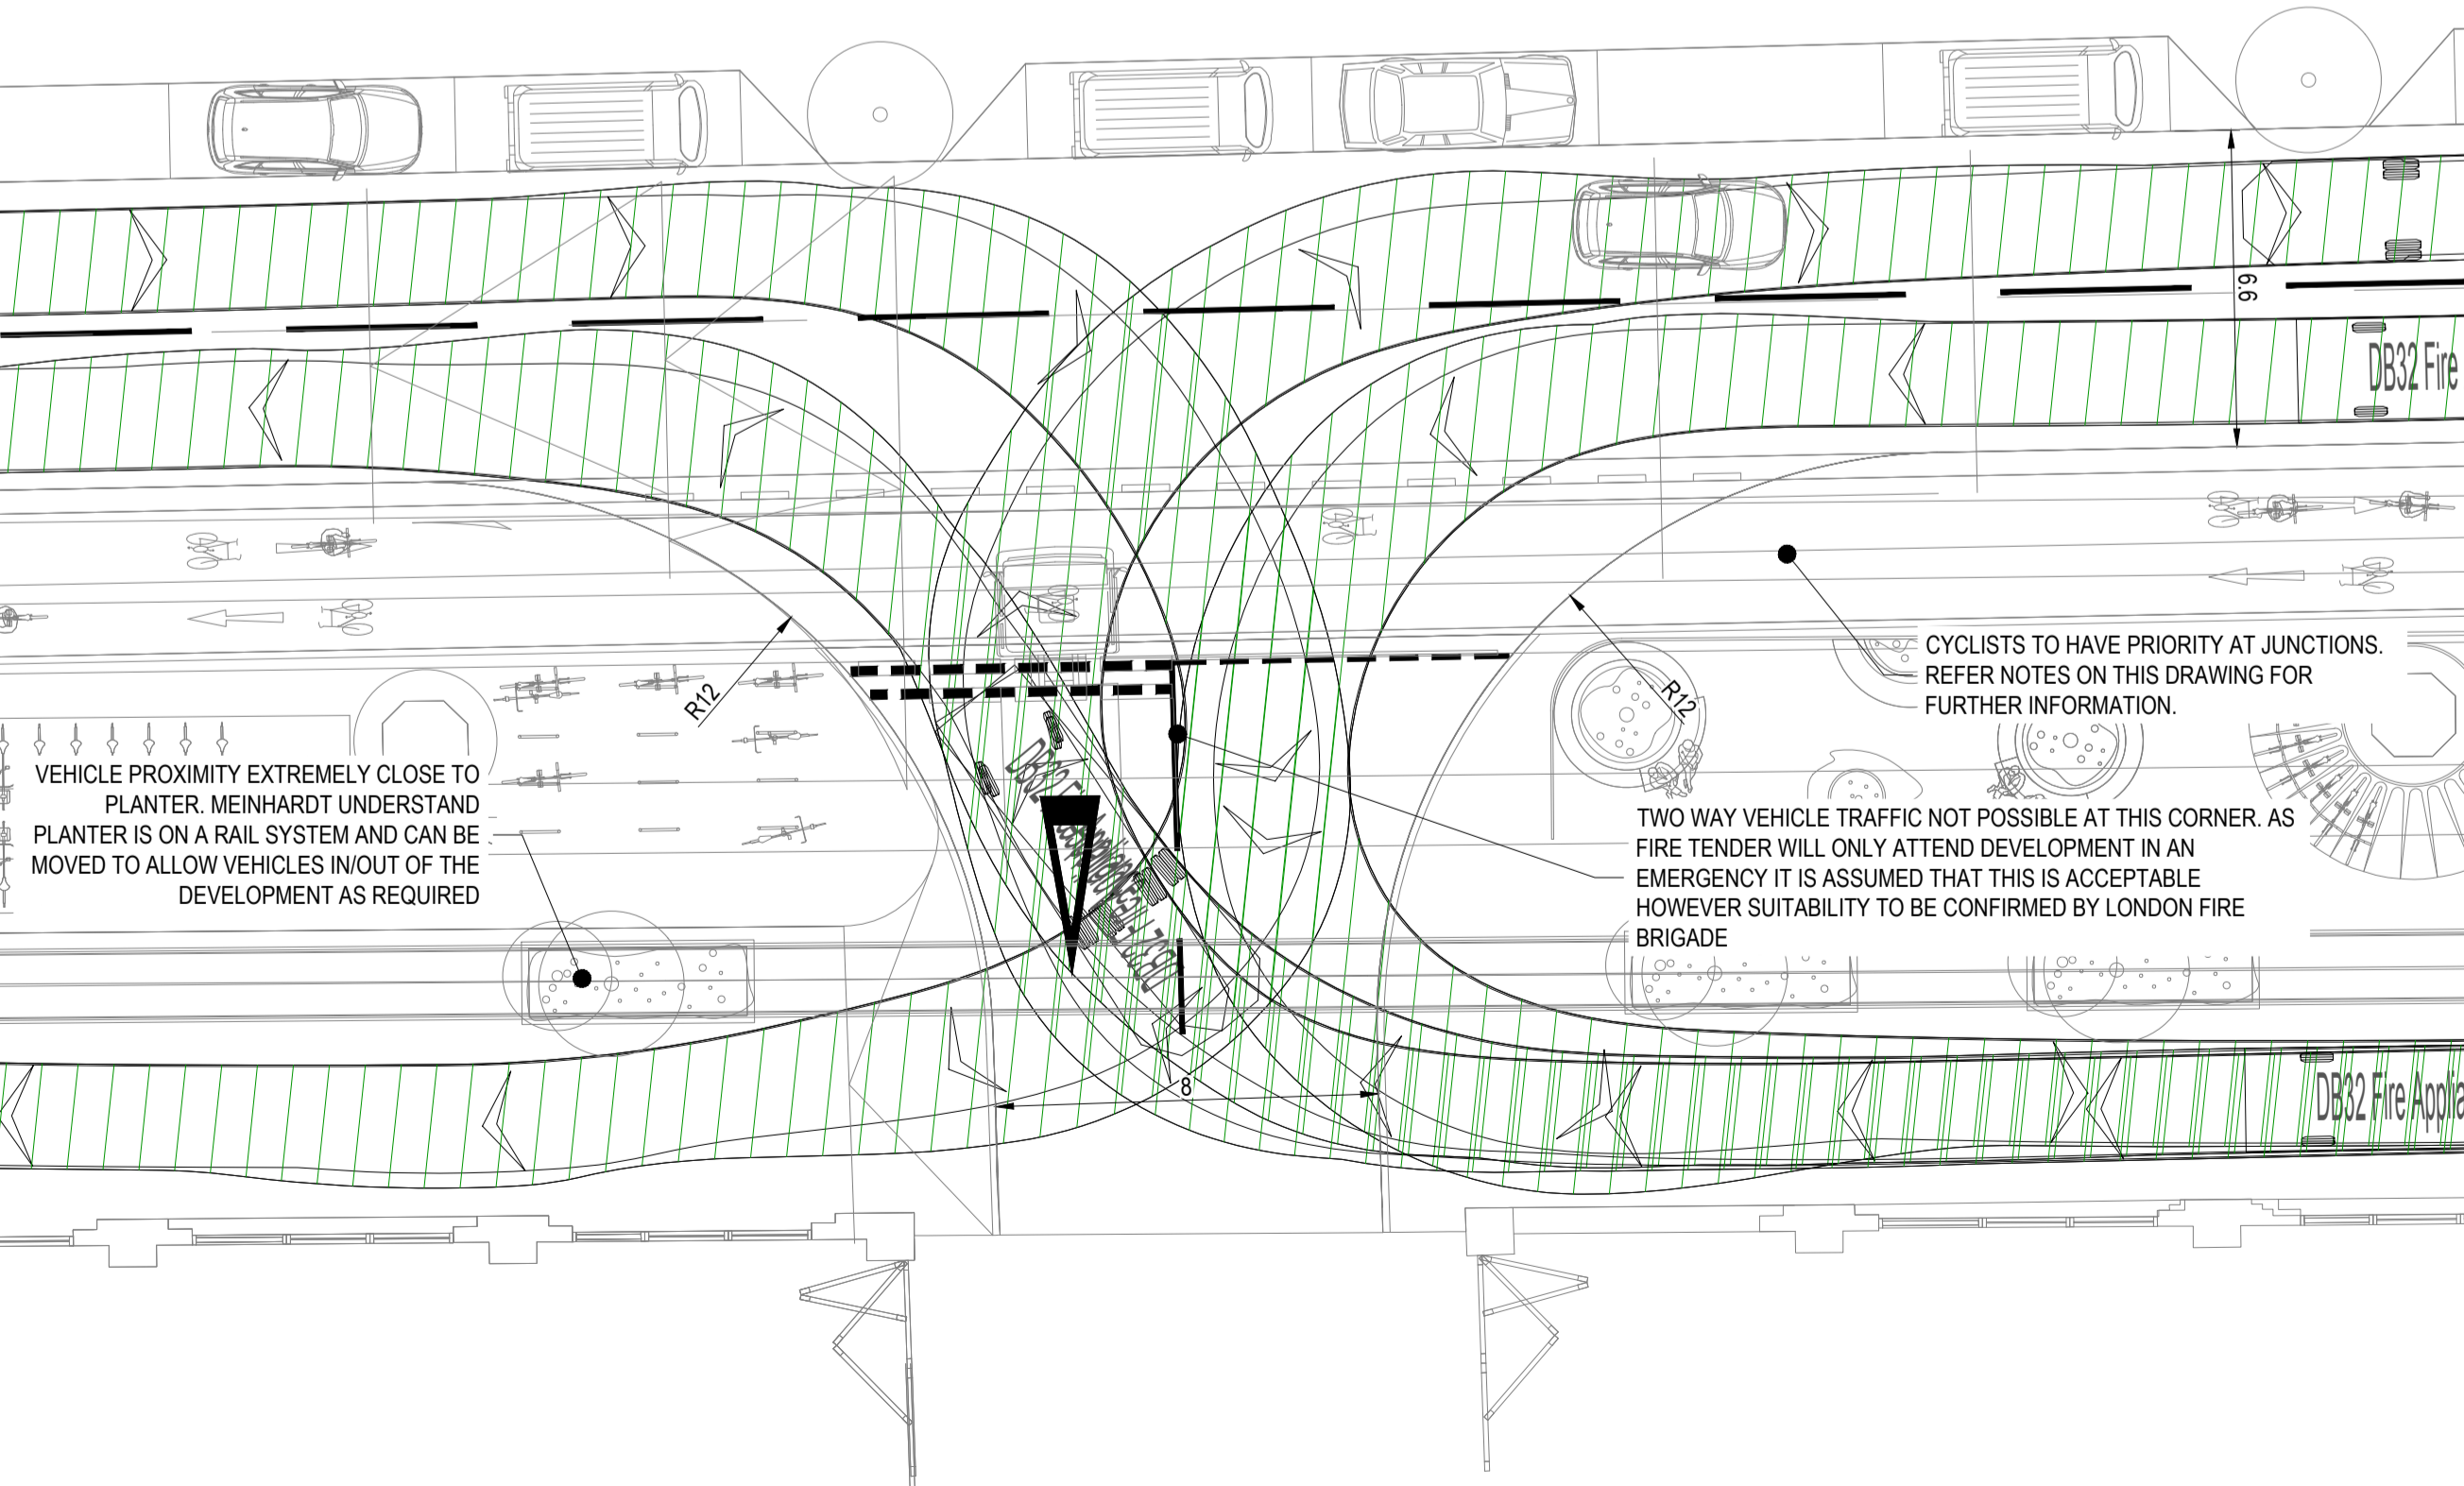 6.6
DB32 Fire
CYCLISTS TO HAVE PRIORITY AT JUNCTIONS.
REFER NOTES ON THIS DRAWING FOR
FURTHER INFORMATION.
R12
R12
VEHICLE PROXIMITY EXTREMELY CLOSE TO
PLANTER. MEINHARDT UNDERSTAND
PLANTER IS ON A RAIL SYSTEM AND CAN BE
MOVED TO ALLOW VEHICLES IN/OUT OF THE
DEVELOPMENT AS REQUIRED
TWO WAY VEHICLE TRAFFIC NOT POSSIBLE AT THIS CORNER. AS
FIRE TENDER WILL ONLY ATTEND DEVELOPMENT IN AN
EMERGENCY IT IS ASSUMED THAT THIS IS ACCEPTABLE
HOWEVER SUITABILITY TO BE CONFIRMED BY LONDON FIRE
BRIGADE
8
DB32 Fire Applia